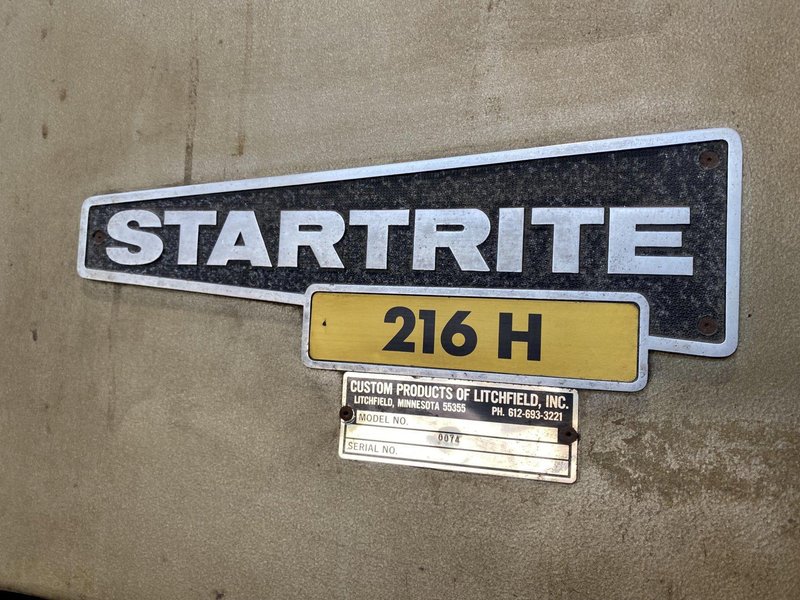 STARTRITE
216 H
CUSTOM PRODUCTS OF LITCHFIELD, INC.
LITCHFIELD, MINNESOTA 55355 PH. 612-693-3221
MODEL NO.
0074
SERIAL NO.